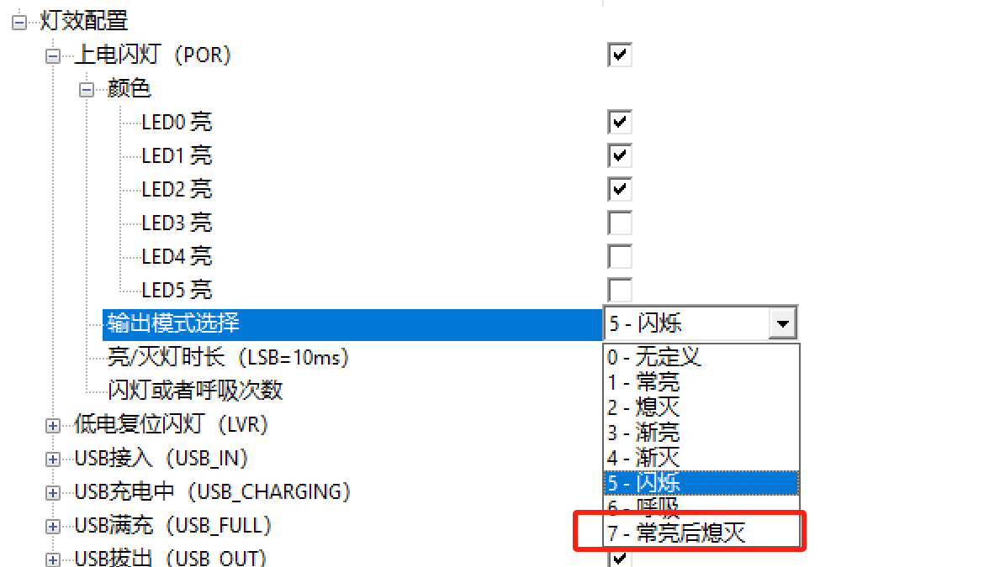 灯效配置
上电闪灯（POR）
颜色
LED0 亮
LED1 亮
LED2 亮
LED3 亮
LED4 亮
LED5 亮
输出模式选择 5 - 闪烁
亮/灭灯时长（LSB=10ms） 0 - 无定义
1 - 常亮
闪灯或者呼吸次数 2 - 熄灭
低电复位闪灯（LVR） 3 - 渐亮
USB接入（USB_IN） 4 - 渐灭
5 - 闪烁
USB充电中（USB_CHARGING） 6 - 呼吸
USB满充（USB_FULL） 7 - 常亮后熄灭
USB拔出（USB_OUT）